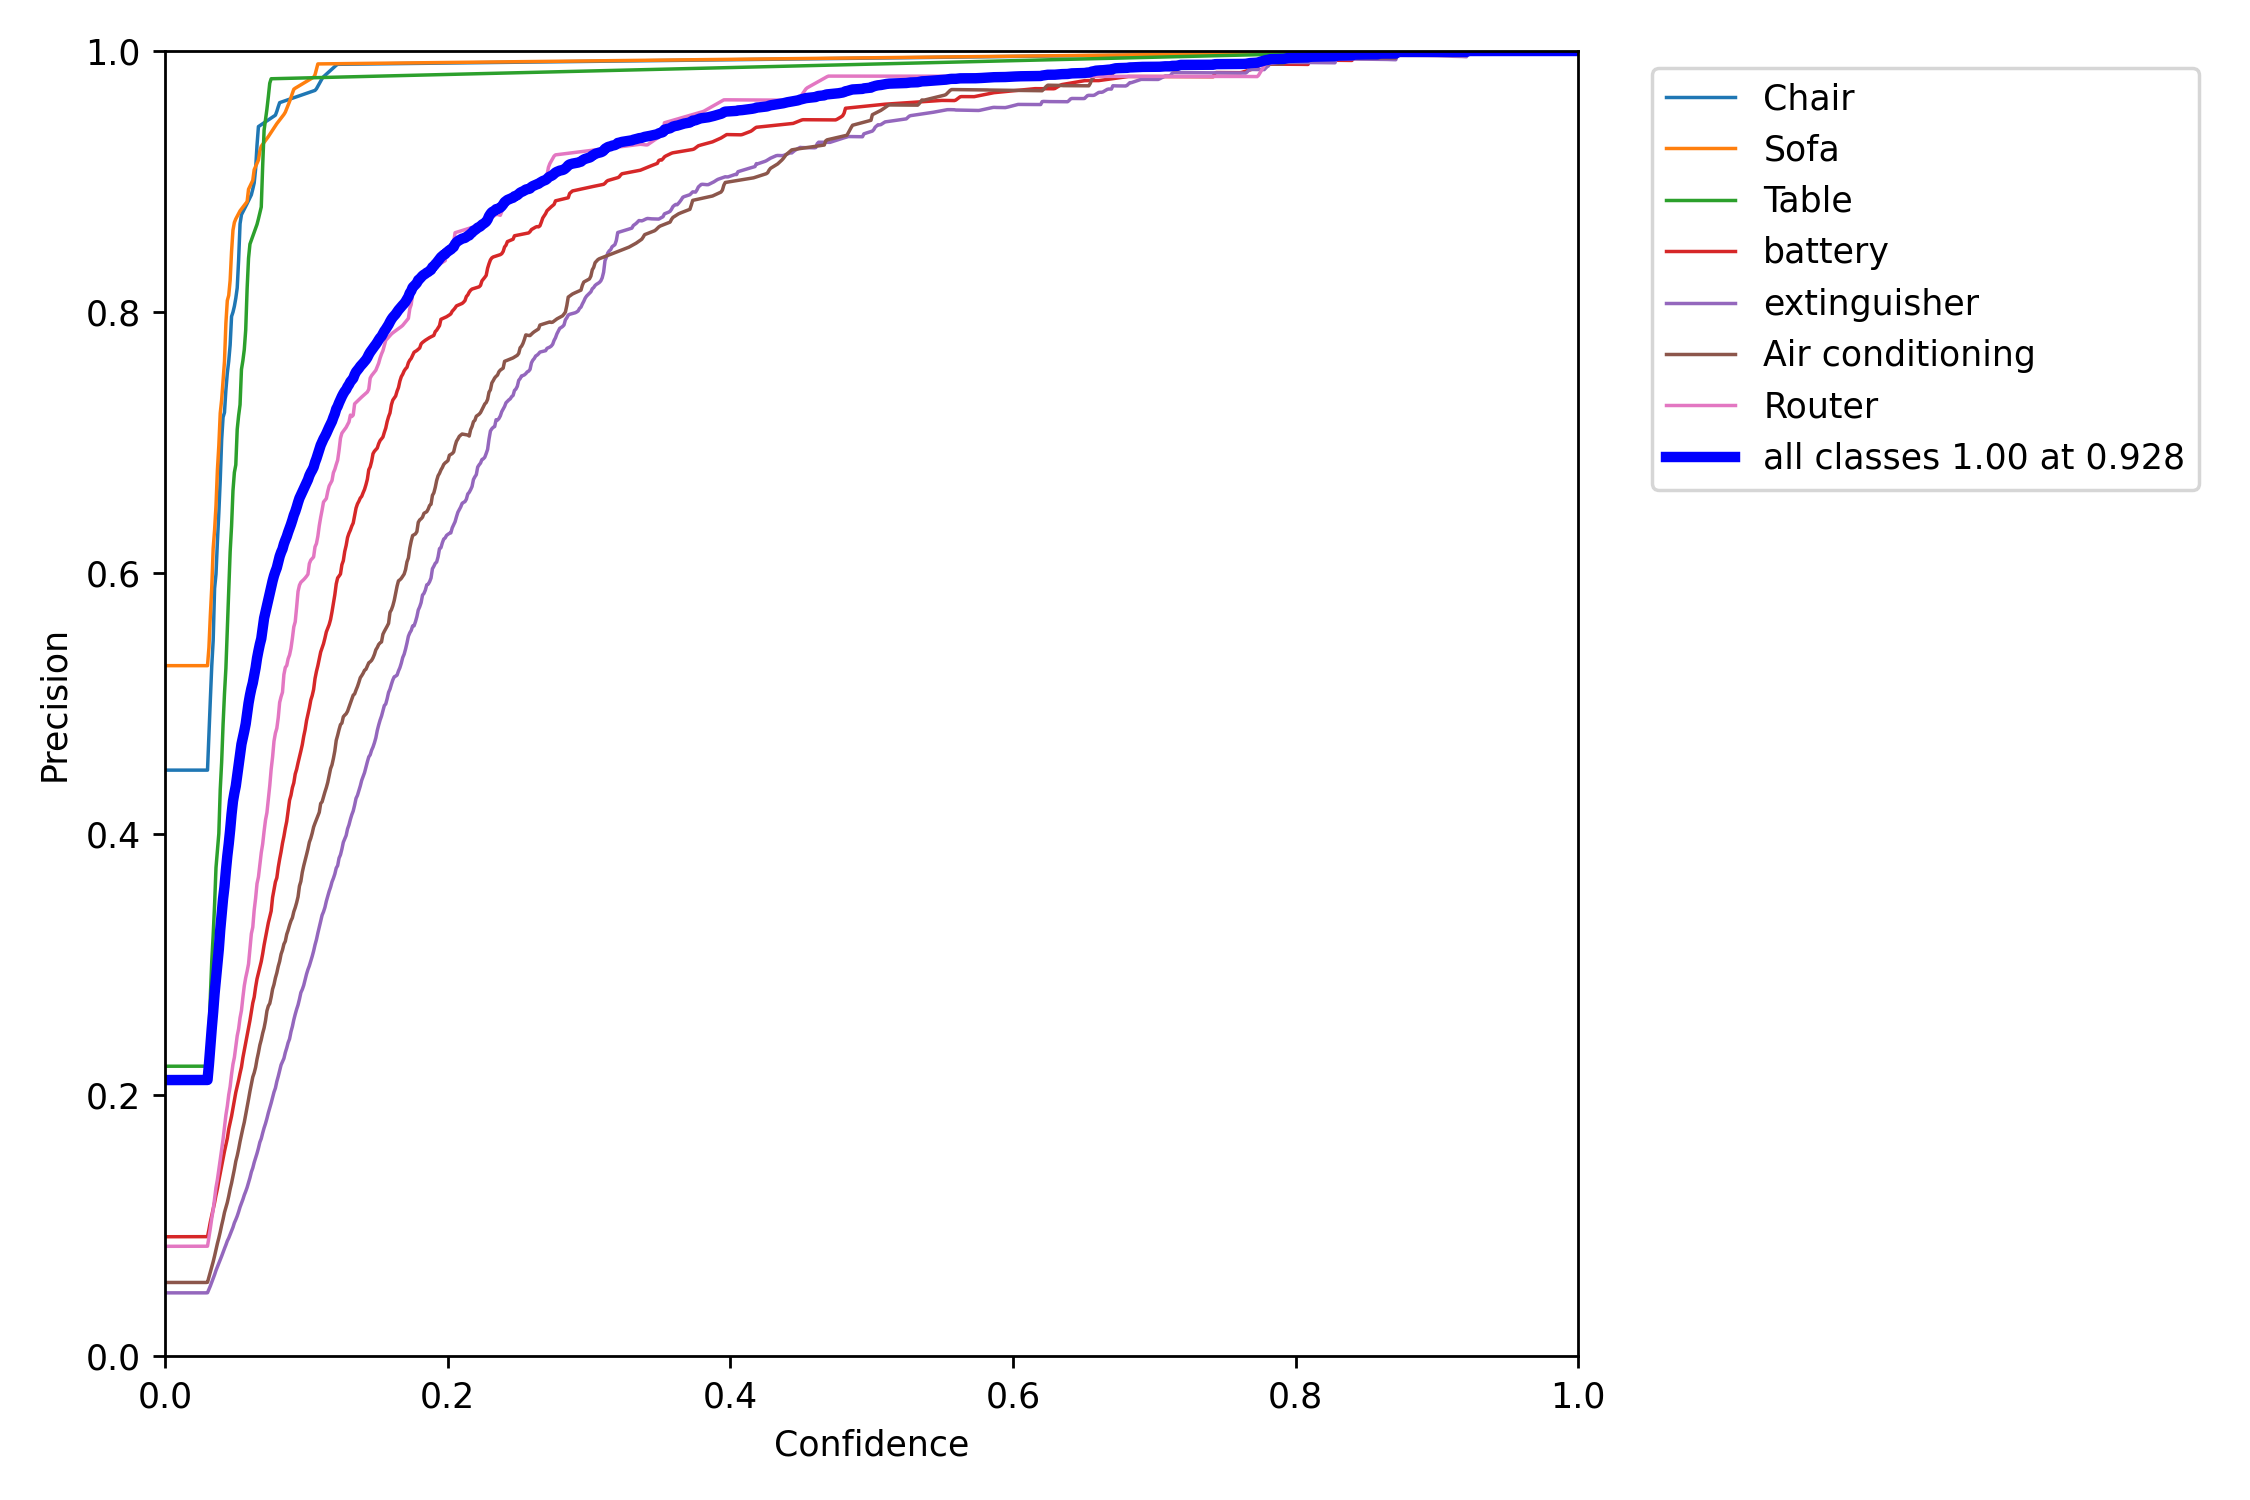 1.0
0.8
0.6
0.4
0.2
0.0
Precision
0.0 0.2 0.4 0.6 0.8 1.0
Confidence
Chair
Sofa
Table
battery
extinguisher
Air conditioning
Router
all classes 1.00 at 0.928